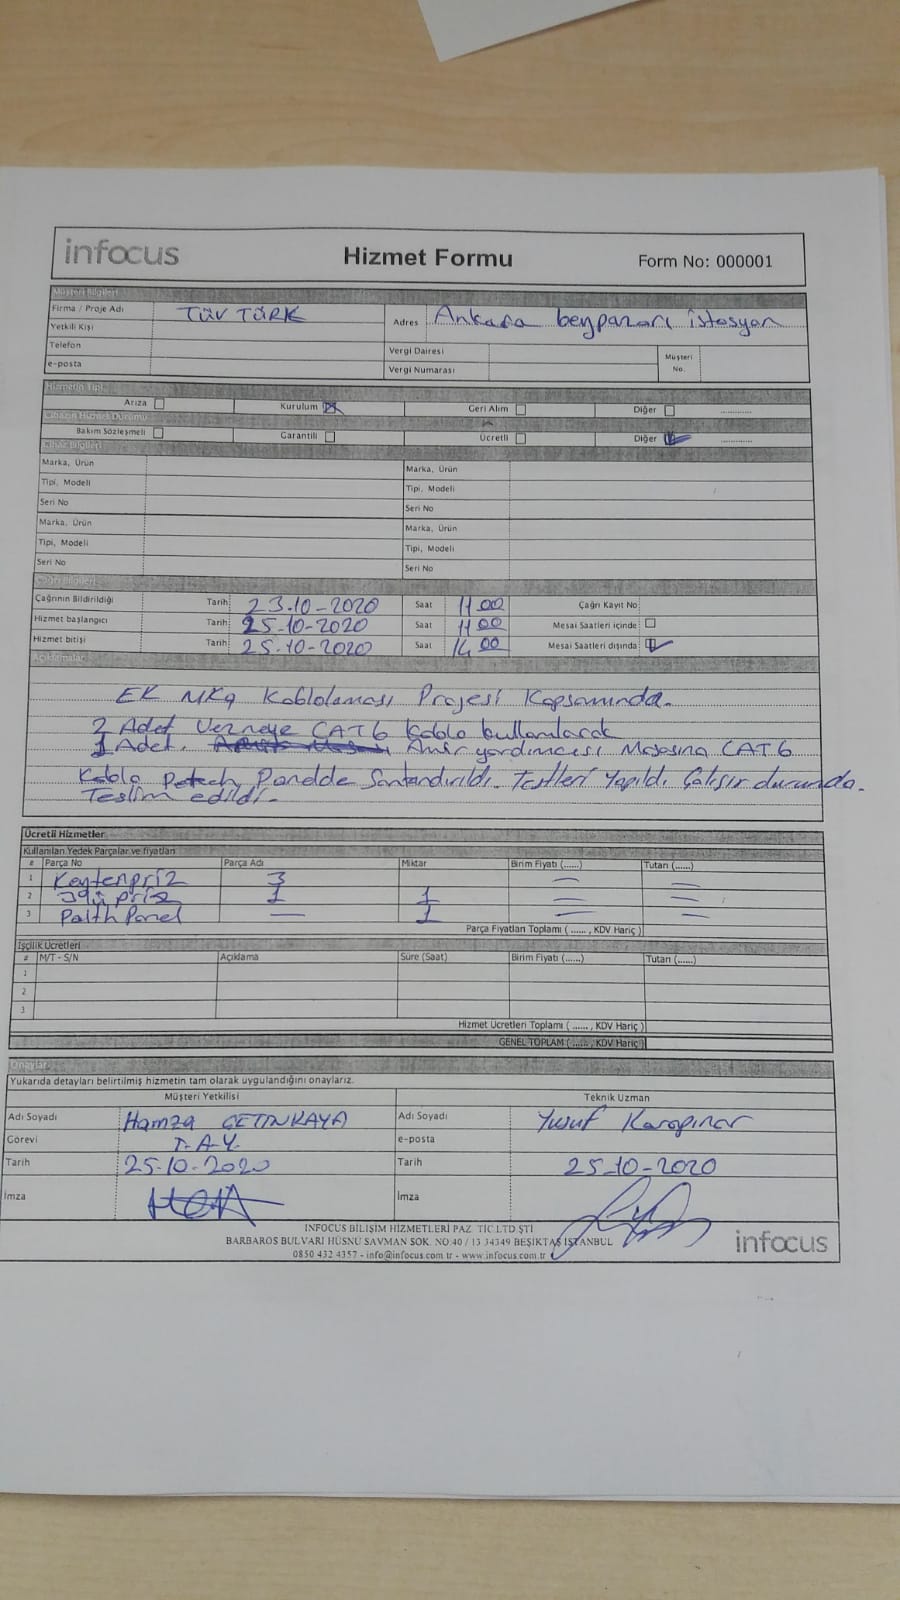 infocus Hizmet Formu Form No: 000001
Müşteri Bilgileri
Firma / Proje Adı TÜV TÜRK Adres Ankara beypazarı istasyon
Yetkili Kişi
Telefon Vergi Dairesi Müşteri No.
e-posta Vergi Numarası
Hizmetin Tipi
Arıza Kurulum Geri Alım Diğer ............
Cihazın Hizmet Durumu
Bakım Sözleşmeli Garantili Ücretli Diğer ............
Cihaz Bilgileri
Marka, Ürün Marka, Ürün
Tipi, Modeli Tipi, Modeli
Seri No Seri No
Marka, Ürün Marka, Ürün
Tipi, Modeli Tipi, Modeli
Seri No Seri No
Çağrı Bilgileri
Çağrının Bildirildiği Tarih: 23.10-2020 Saat 11 00 Çağrı Kayıt No
Hizmet başlangıcı Tarih: 25-10-2020 Saat 11 00 Mesai Saatleri içinde
Hizmet bitişi Tarih: 25-10-2020 Saat 14 00 Mesai Saatleri dışında
Açıklamalar
EK Kablolaması Projesi Kapsamında.
2 Adet Vezneye CAT6 Kablo kullanılarak
1 Adet. Amir yardımcısı Masasına CAT6
Kablo Petech Panelde Sonlandırıldı. Testleri Yapıldı Çalışır durumda.
Teslim edildi.
Ücretli Hizmetler
Kullanılan Yedek Parçalar ve fiyatları
# Parça No Parça Adı Miktar Birim Fiyatı (......) Tutarı (......)
1 3
2 1 1
3 Palth Panel — 1
Parça Fiyatları Toplamı ( ...... , KDV Hariç )
İşçilik Ücretleri
# M/T - S/N Açıklama Süre (Saat) Birim Fiyatı (......) Tutarı (......)
1
2
3
Hizmet Ücretleri Toplamı ( ...... , KDV Hariç )
GENEL TOPLAM ( ...... , KDV Hariç )
Onaylar
Yukarıda detayları belirtilmiş hizmetin tam olarak uygulandığını onaylarız.
Müşteri Yetkilisi Teknik Uzman
Adı Soyadı Hamza ÇETİNKAYA Adı Soyadı Yusuf Karapınar
Görevi T.A.Y. e-posta
Tarih 25-10-2020 Tarih 25-10-2020
İmza İmza
INFOCUS BİLİŞİM HİZMETLERİ PAZ. TİC.LTD.ŞTİ.
BARBAROS BULVARI HÜSNÜ SAVMAN SOK. NO:40 / 13 34349 BEŞİKTAŞ İSTANBUL
0850 432 4357 - info@infocus.com.tr - www.infocus.com.tr
infocus